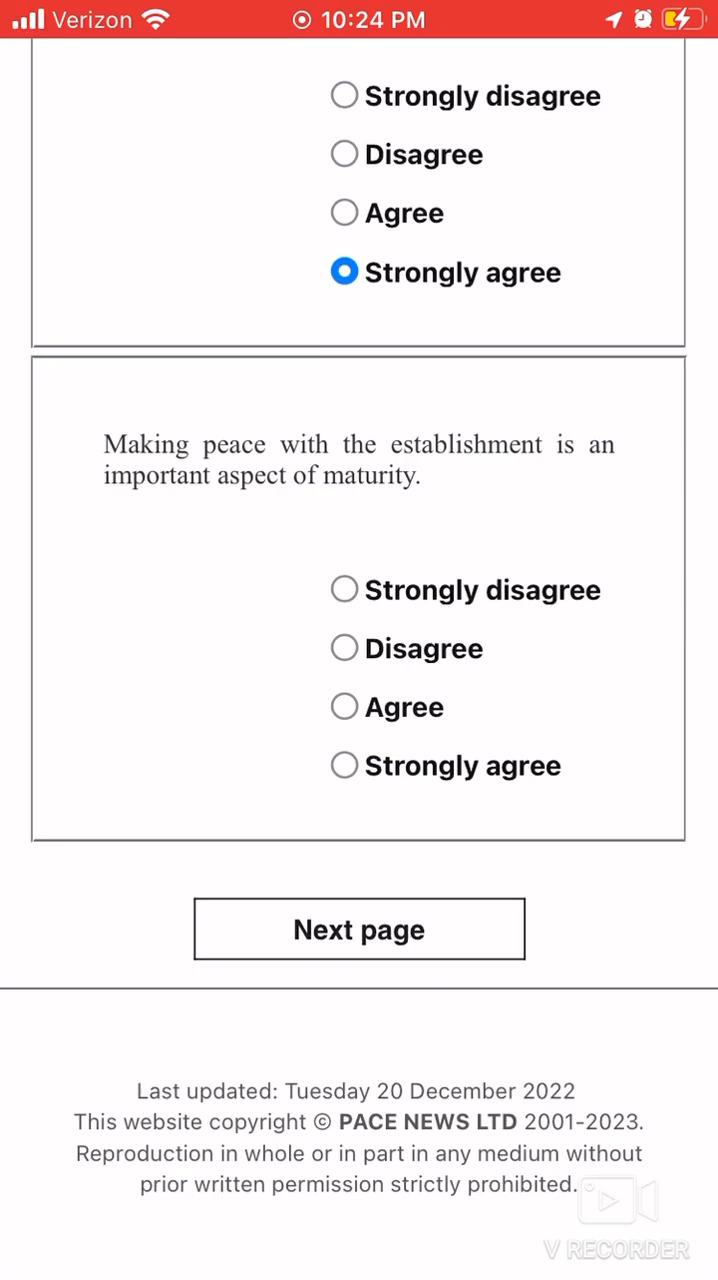 Verizon 10:24 PM
Strongly disagree
Disagree
Agree
Strongly agree
Making peace with the establishment is an
important aspect of maturity.
Strongly disagree
Disagree
Agree
Strongly agree
Next page
Last updated: Tuesday 20 December 2022
This website copyright © PACE NEWS LTD 2001-2023.
Reproduction in whole or in part in any medium without
prior written permission strictly prohibited.
V RECORDER